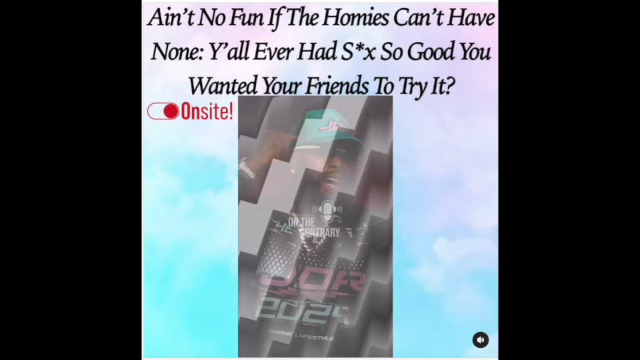 Ain't No Fun If The Homies Can't Have
None: Y'all Ever Had S*x So Good You
Wanted Your Friends To Try It?
Onsite!
ON THE
CONTRARY
2025